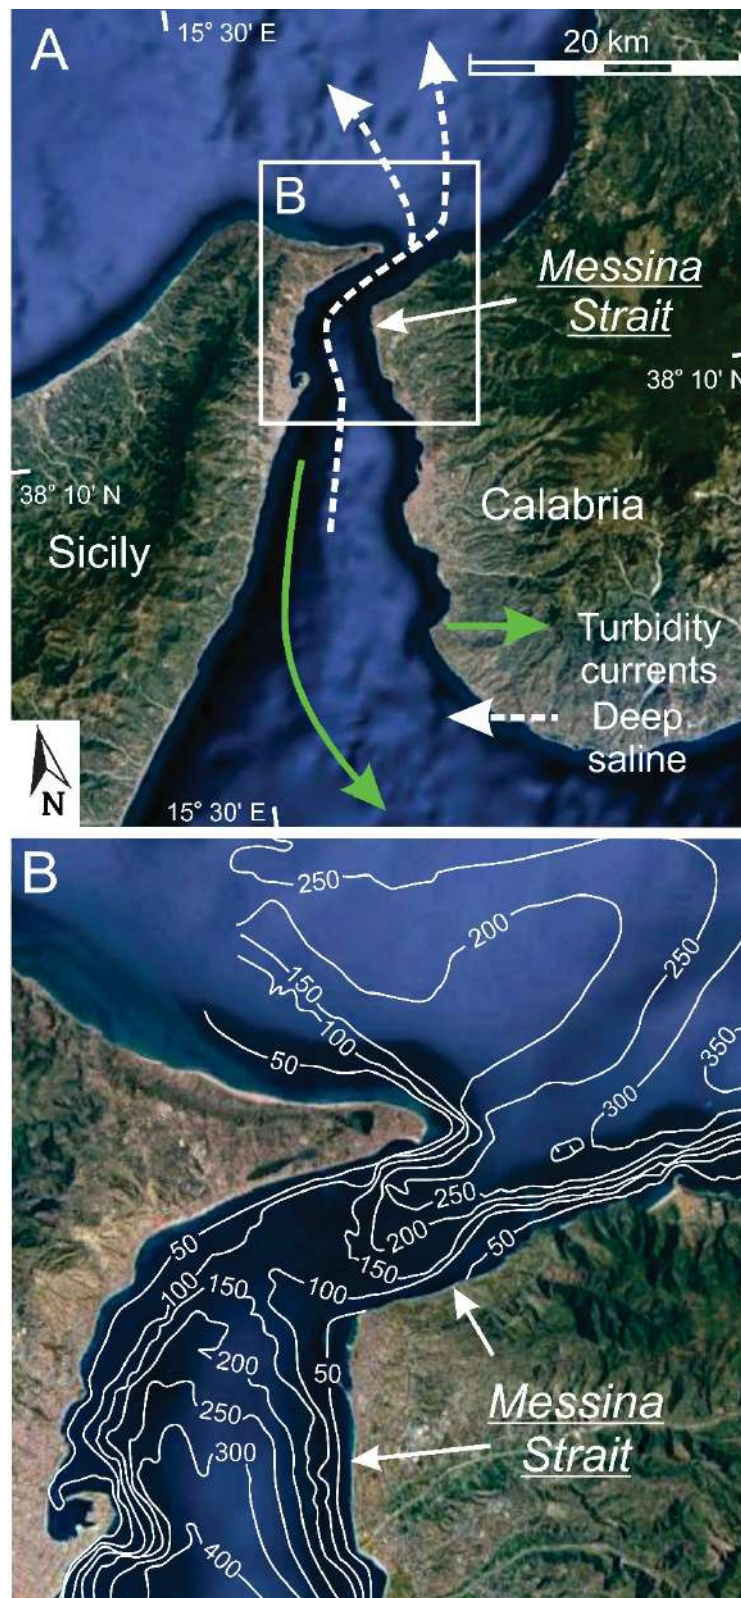 A
15° 30' E
20 km
B
Messina
Strait
38° 10' N
38° 10' N
Calabria
Sicily
Turbidity
currents
Deep
saline
N
15° 30' E
B
250
200
150
100
50
250
350
300
250
200
150
50
50
100
150
100
200
50
250
300
400
Messina
Strait